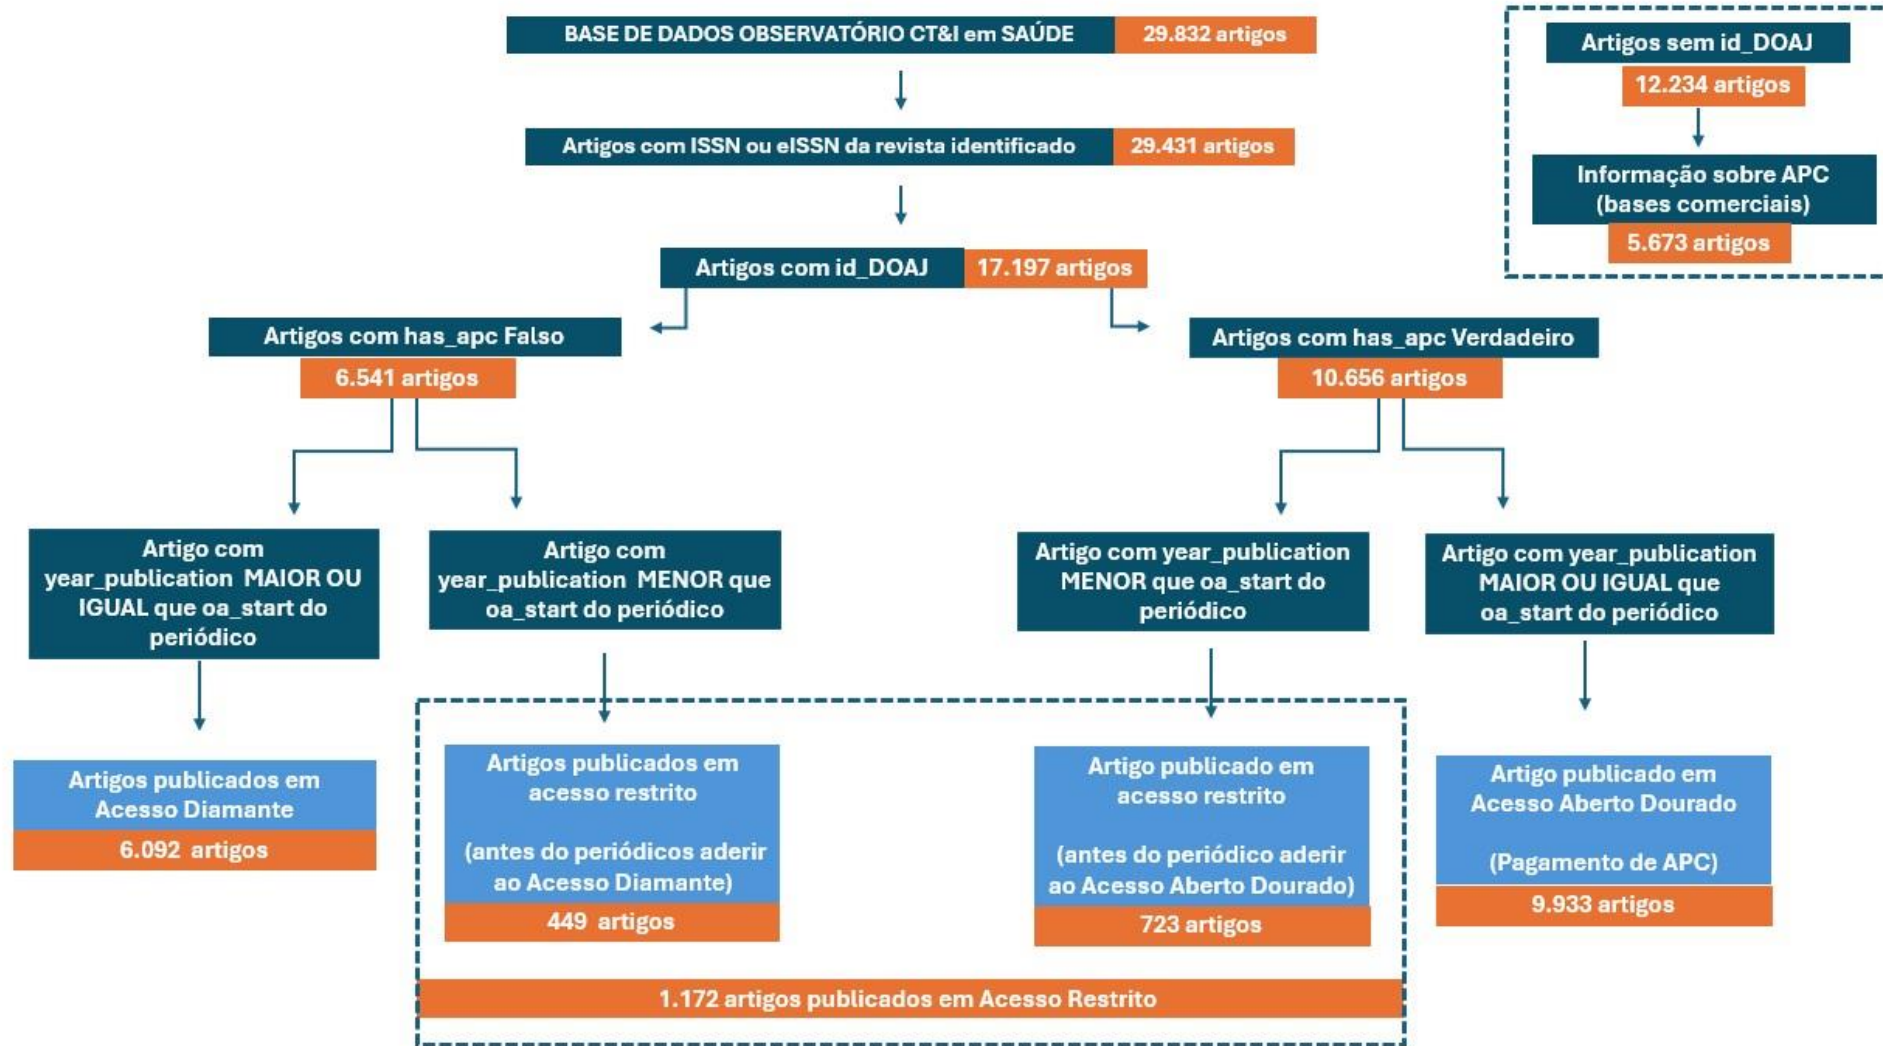 BASE DE DADOS OBSERVATÓRIO CT&I em SAÚDE
29.832 artigos
Artigos com ISSN ou eISSN da revista identificado
29.431 artigos
Artigos com id_DOAJ
17.197 artigos
Artigos sem id_DOAJ
12.234 artigos
Informação sobre APC
(bases comerciais)
5.673 artigos
Artigos com has_apc Falso
6.541 artigos
Artigos com has_apc Verdadeiro
10.656 artigos
Artigo com
year_publication MAIOR OU
IGUAL que oa_start do
periódico
Artigo com
year_publication MENOR que
oa_start do periódico
Artigo com year_publication
MENOR que oa_start do
periódico
Artigo com year_publication
MAIOR OU IGUAL que
oa_start do periódico
Artigos publicados em
Acesso Diamante
6.092 artigos
Artigos publicados em
acesso restrito
(antes do periódicos aderir
ao Acesso Diamante)
449 artigos
Artigo publicado em
acesso restrito
(antes do periódico aderir
ao Acesso Aberto Dourado)
723 artigos
Artigo publicado em
Acesso Aberto Dourado
(Pagamento de APC)
9.933 artigos
1.172 artigos publicados em Acesso Restrito